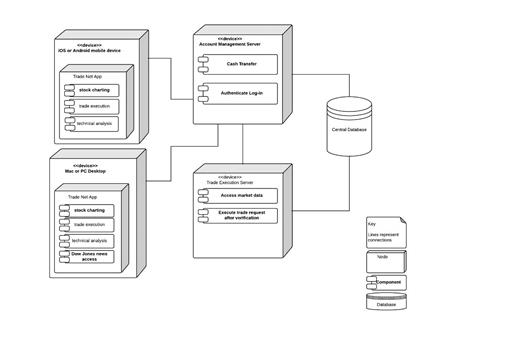 <<device>>
iOS or Android mobile device
Trade Net App
stock charting
trade execution
technical analysis
<<device>>
Account Management Server
Cash Transfer
Authenticate Log-in
Central Database
<<device>>
Mac or PC Desktop
Trade Net App
stock charting
trade execution
technical analysis
Dow Jones news
access
<<device>>
Trade Execution Server
Access market data
Execute trade request
after verification
Key
Lines represent
connections
Node
Component
Database